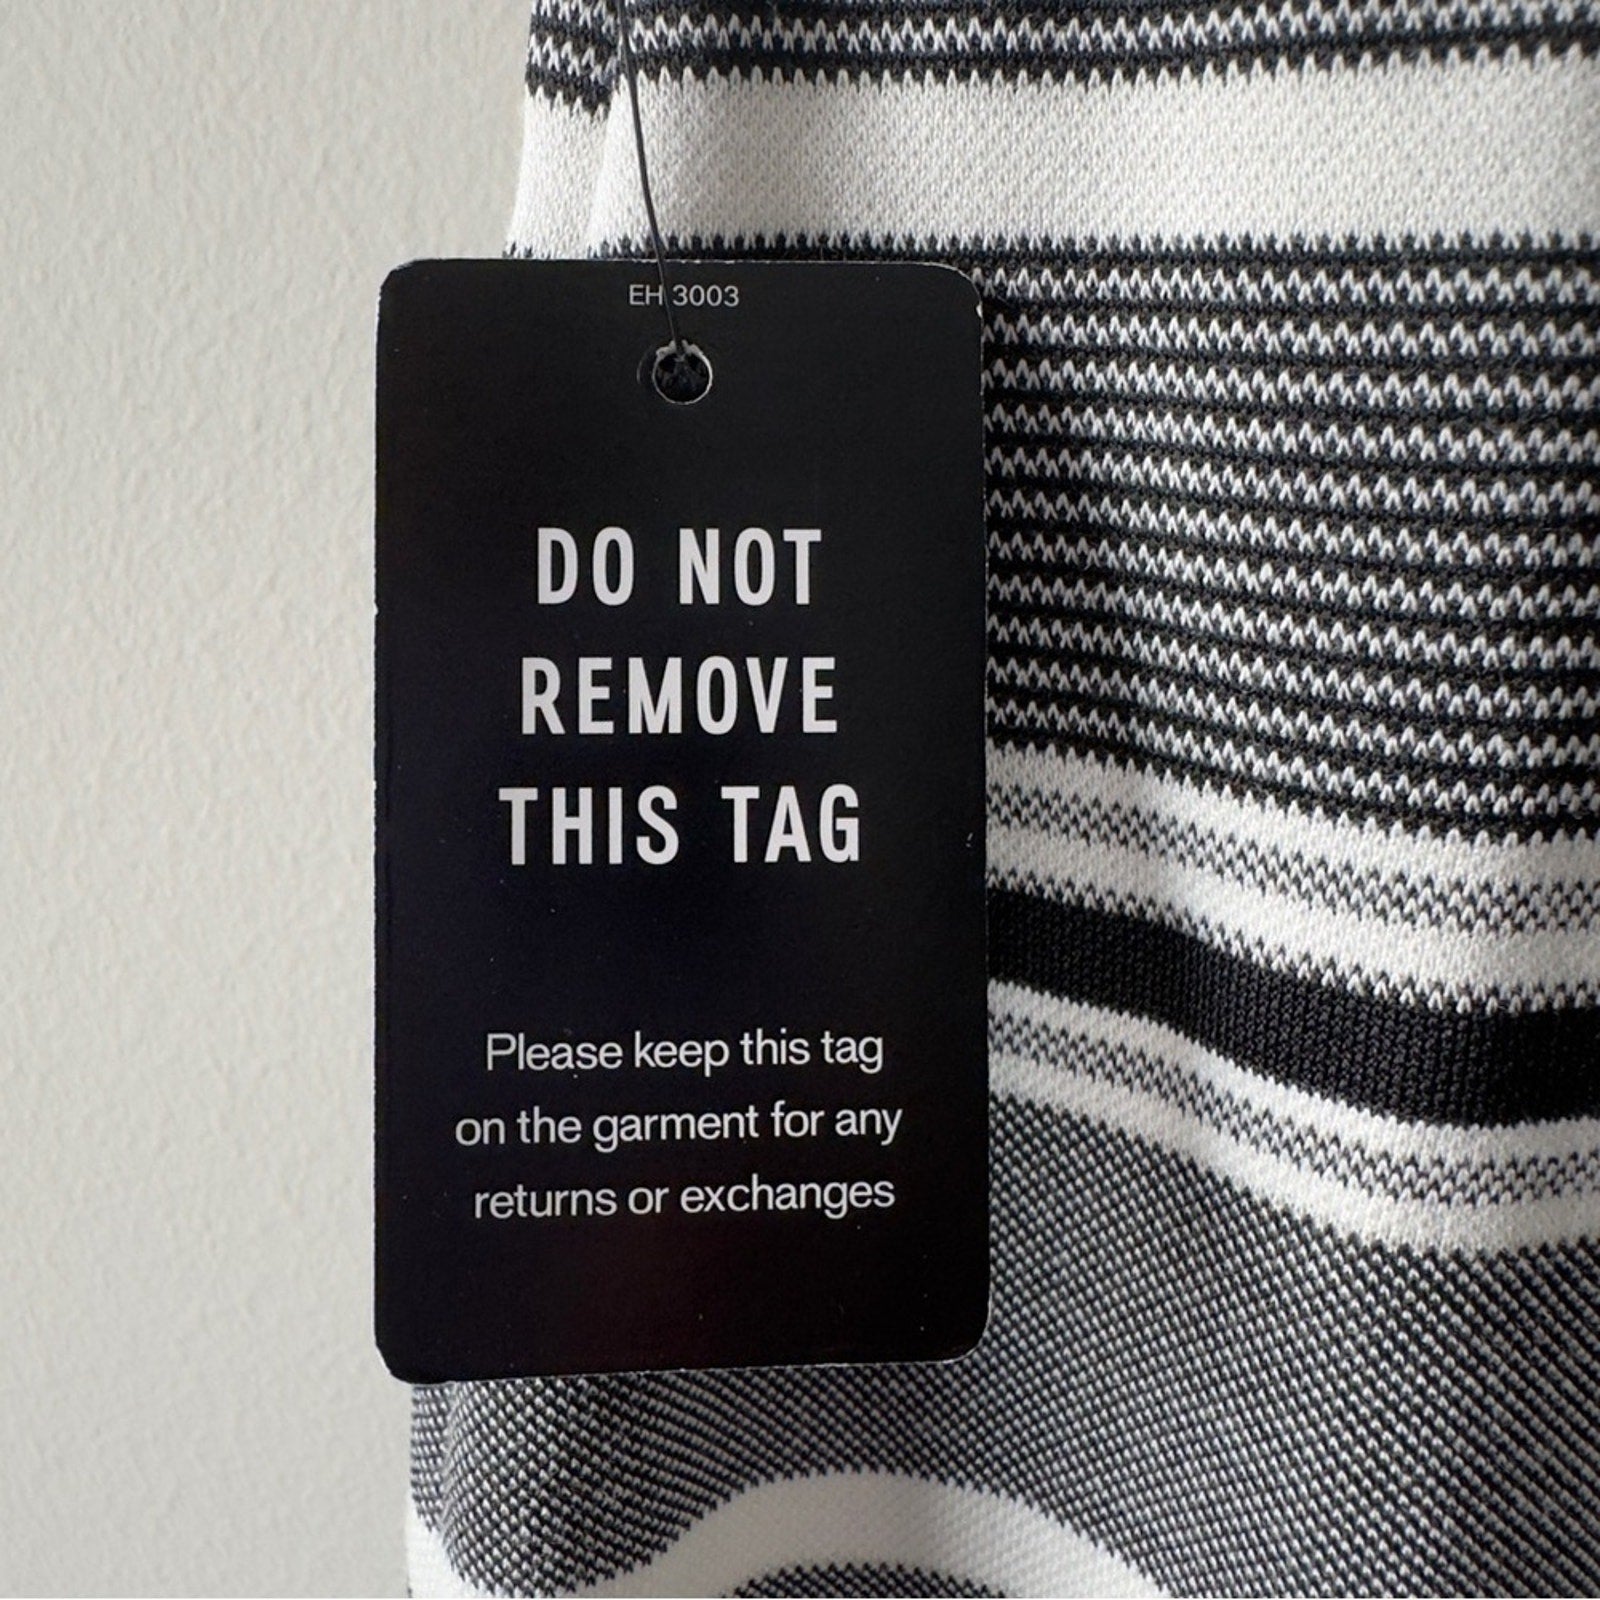 EH 3003
DO NOT
REMOVE
THIS TAG
Please keep this tag
on the garment for any
returns or exchanges